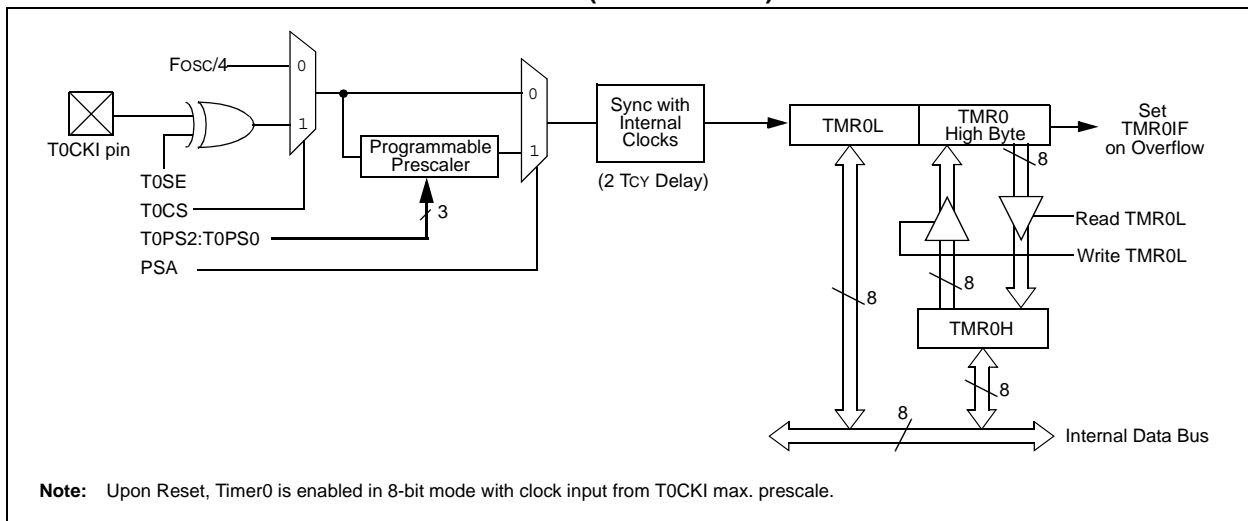 FOSC/4
0
1
T0CKI pin
T0SE
T0CS
T0PS2:T0PS0
PSA
Programmable
Prescaler
3
0
1
Sync with
Internal
Clocks
(2 TCY Delay)
TMR0L
TMR0
High Byte
8
Set
TMR0IF
on Overflow
Read TMR0L
Write TMR0L
8
8
TMR0H
8
8
Internal Data Bus
Note: Upon Reset, Timer0 is enabled in 8-bit mode with clock input from T0CKI max. prescale.